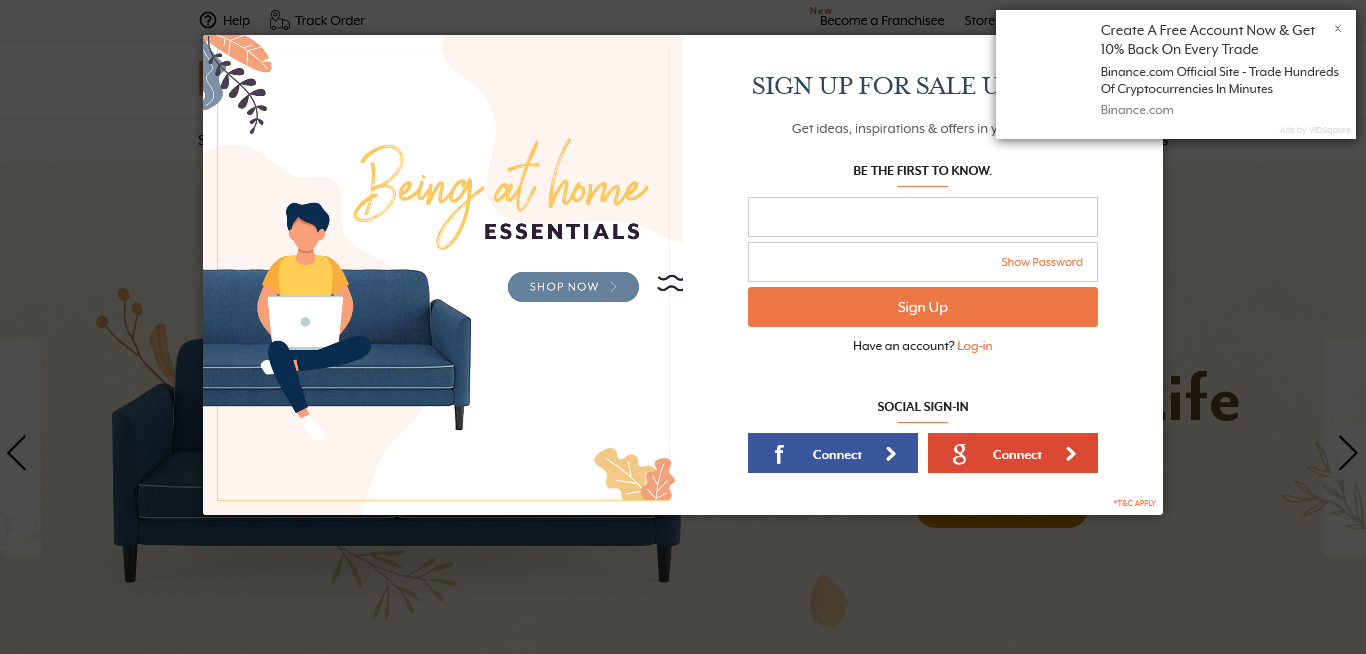 Help
Track Order
New
Become a Franchisee
Store
Create A Free Account Now & Get
10% Back On Every Trade
Binance.com Official Site - Trade Hundreds
Of Cryptocurrencies In Minutes
Binance.com
Ads by VIDSqaure
SIGN UP FOR SALE
Get ideas, inspirations & offers in
BE THE FIRST TO KNOW.
Being at home
ESSENTIALS
SHOP NOW
Show Password
Sign Up
Have an account? Log-in
SOCIAL SIGN-IN
f Connect
g Connect
*T&C APPLY
Life